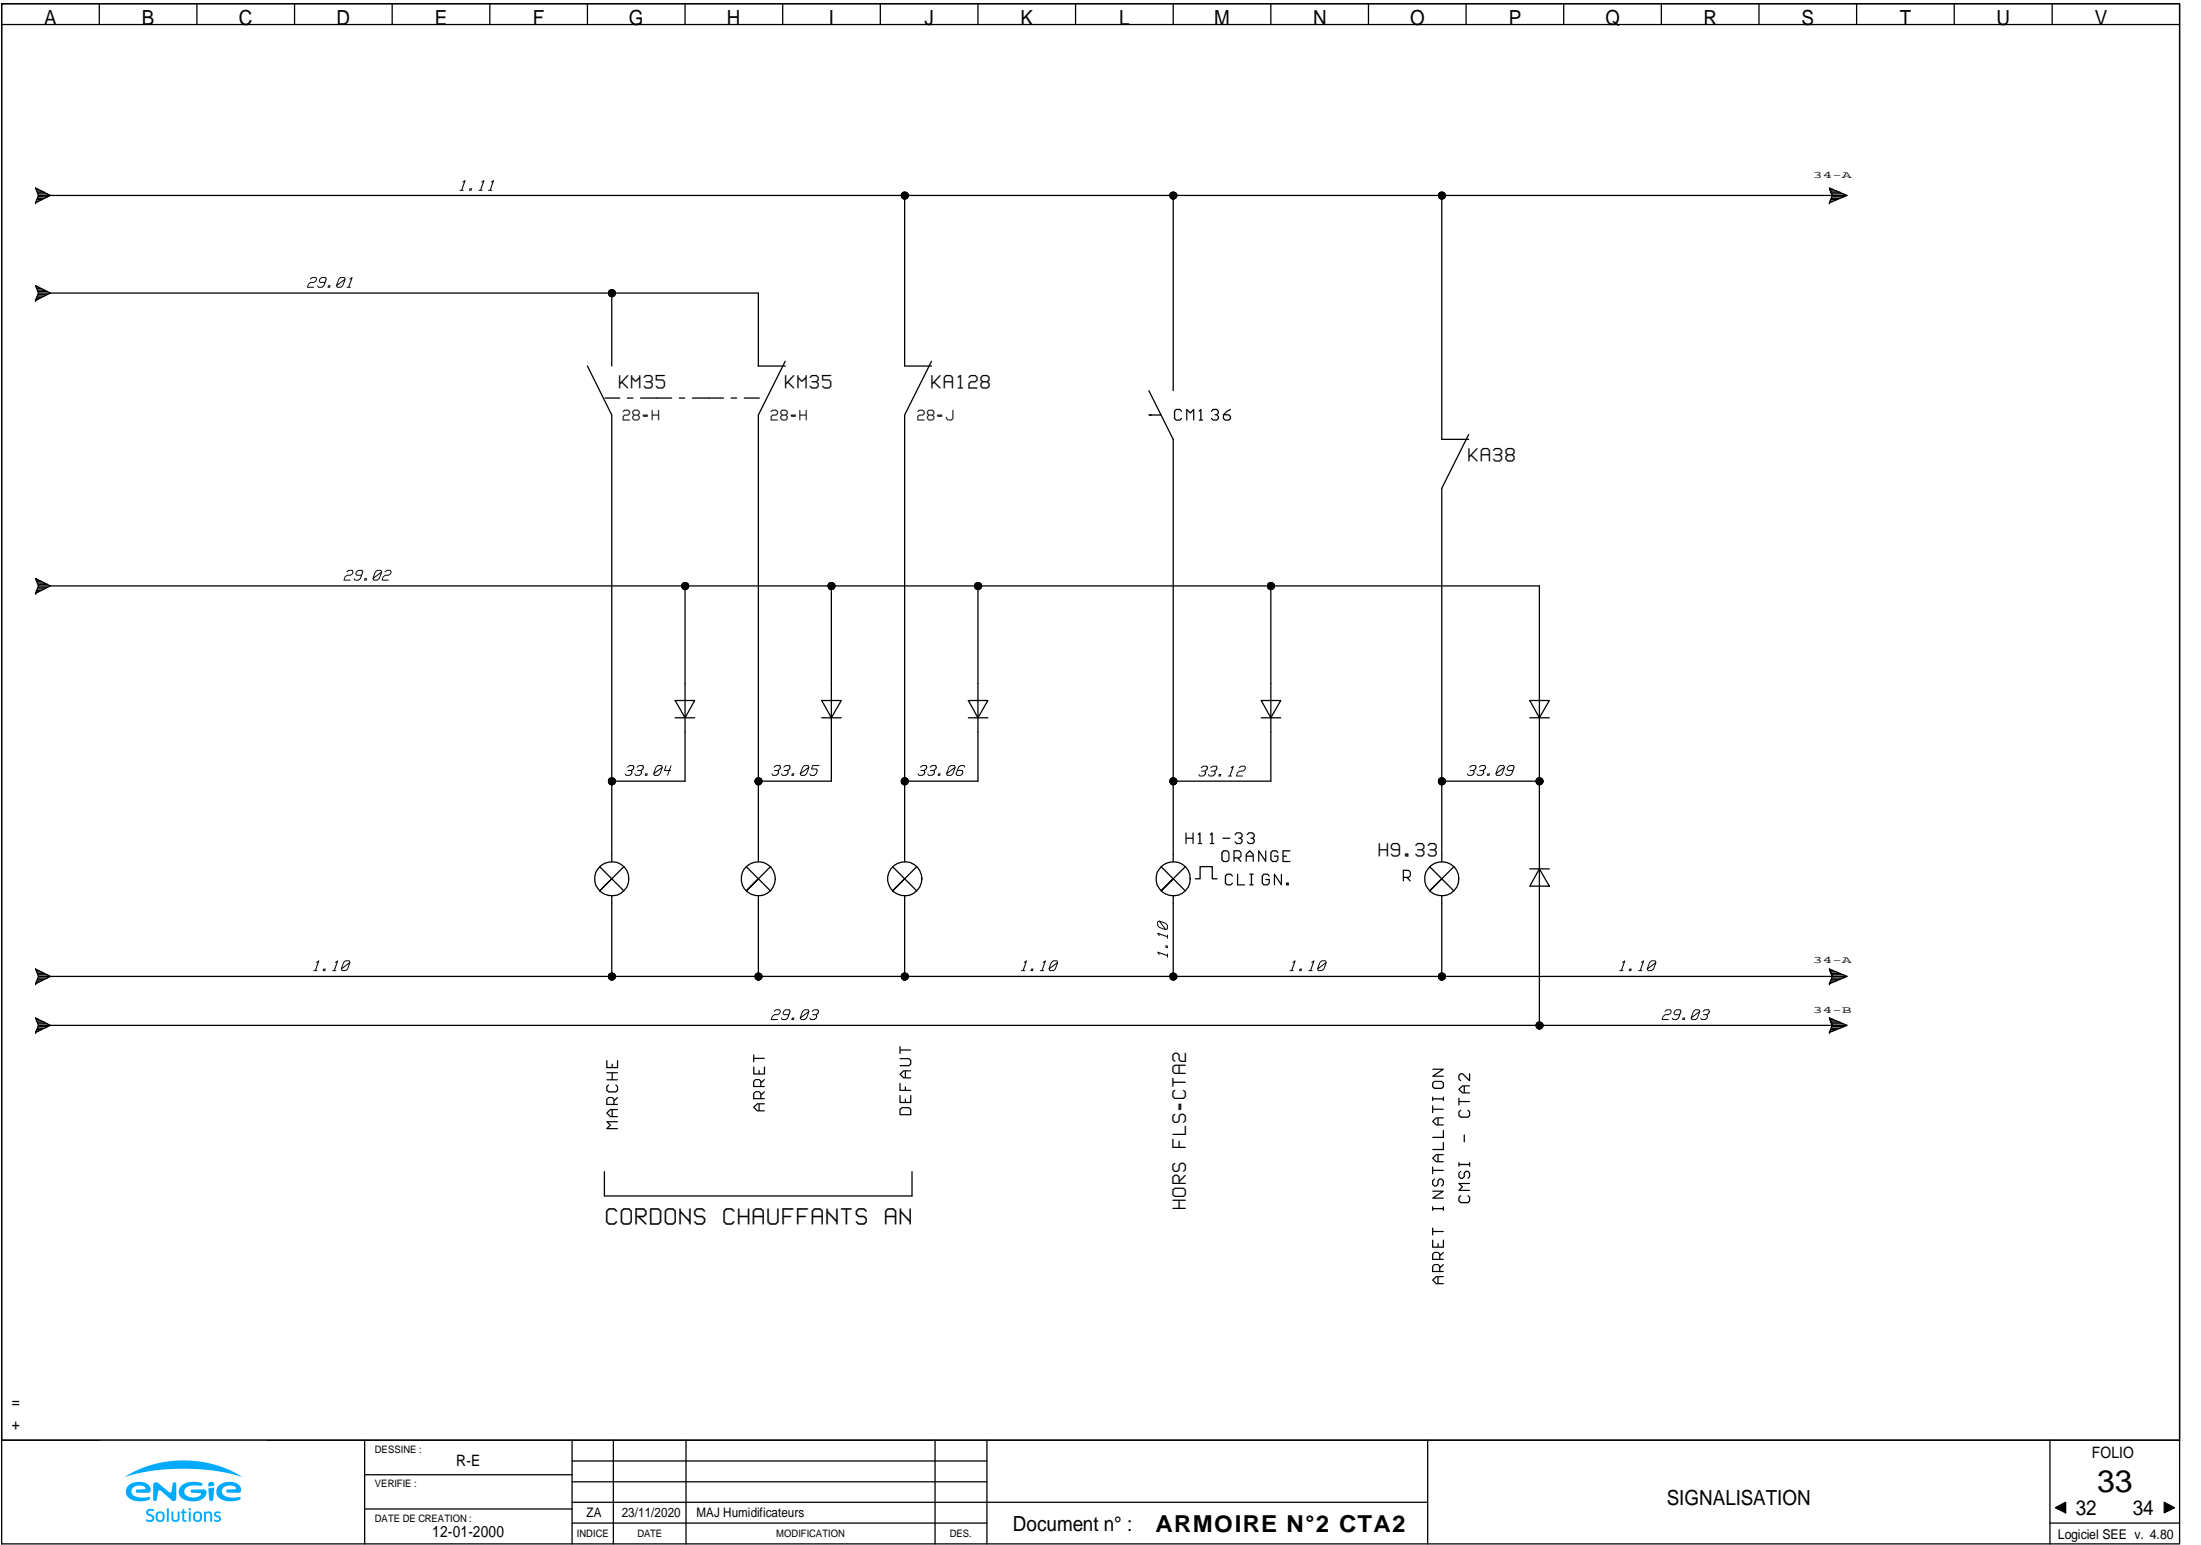 A B C D E F G H I J K L M N O P Q R S T U V
1.11
34-A
29.01
KM35
28-H
KM35
28-H
KA128
28-J
CM136
KA38
29.02
33.04
33.05
33.06
33.12
33.09
H11-33
ORANGE
CLIGN.
H9.33
R
1.10
1.10
1.10
1.10
1.10
34-A
29.03
29.03
34-B
MARCHE
ARRET
DEFAUT
HORS FLS-CTA2
ARRET INSTALLATION
CMSI - CTA2
CORDONS CHAUFFANTS AN
=
+
ENGIE
Solutions
DESSINE :
R-E
VERIFIE :
DATE DE CREATION :
12-01-2000
ZA 23/11/2020 MAJ Humidificateurs
INDICE DATE MODIFICATION DES.
Document n° : ARMOIRE N°2 CTA2
SIGNALISATION
FOLIO
33
◄ 32 34 ►
Logiciel SEE v. 4.80